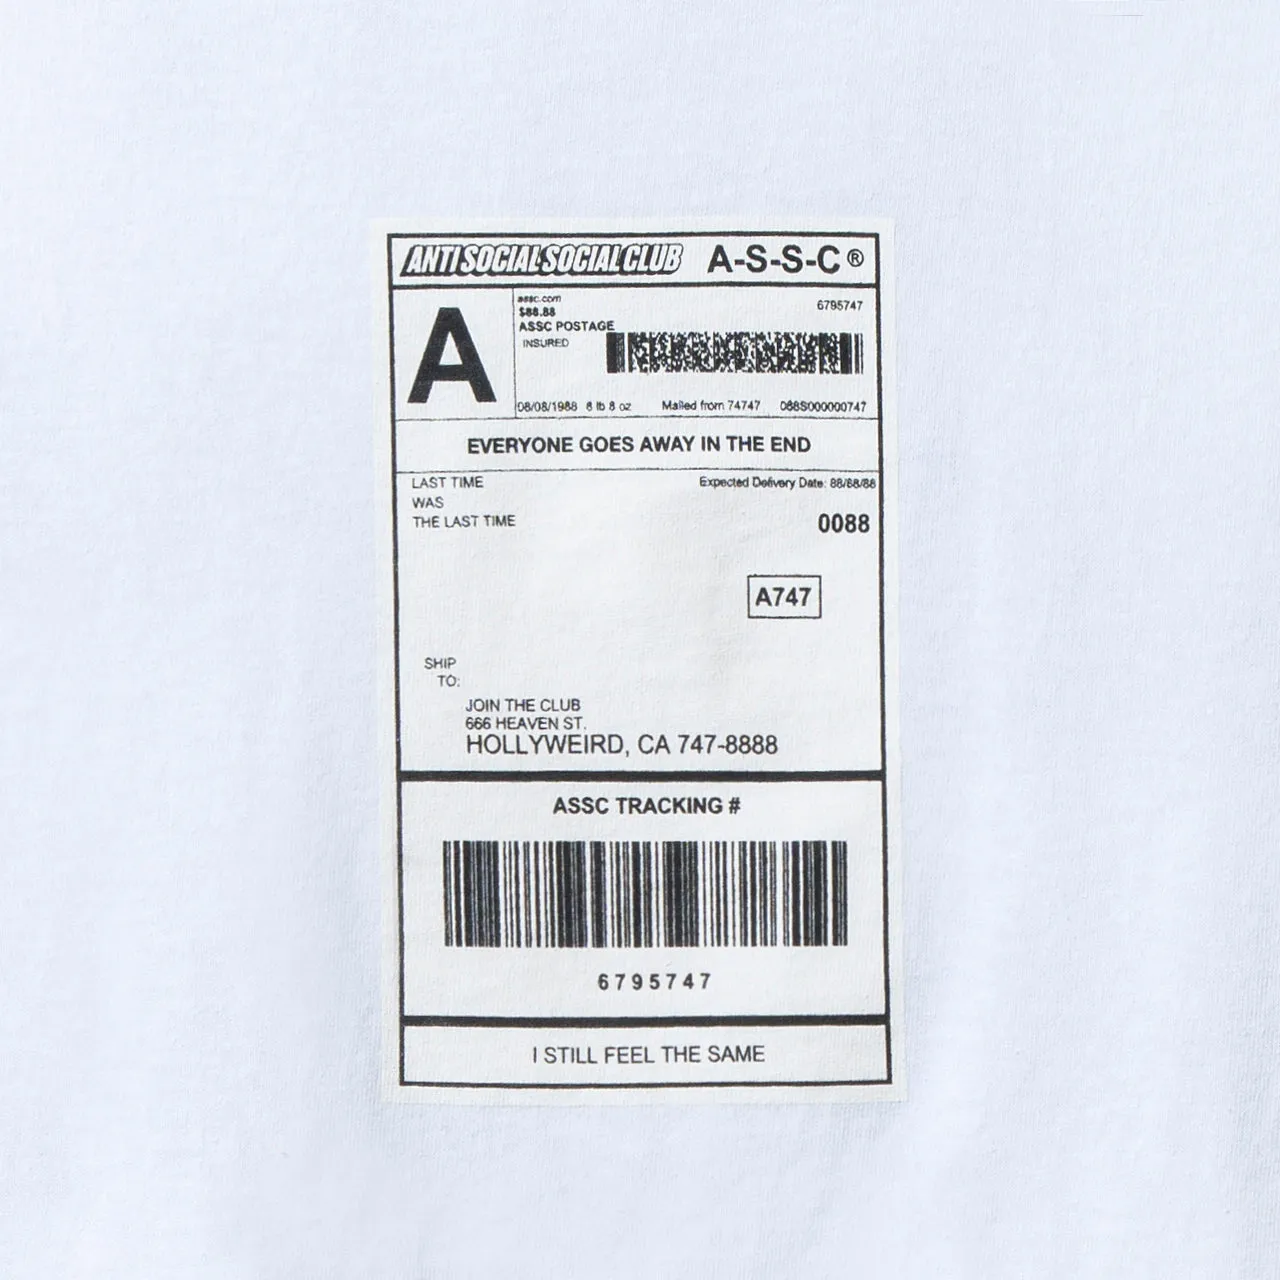 ANTI SOCIAL SOCIAL CLUB A-S-S-C®
A
assc.com
$88.88
ASSC POSTAGE
INSURED
6795747
08/08/1988 8 lb 8 oz Mailed from 74747 088S000000747
EVERYONE GOES AWAY IN THE END
LAST TIME
WAS
THE LAST TIME
Expected Delivery Date: 88/88/88
0088
A747
SHIP
TO:
JOIN THE CLUB
666 HEAVEN ST.
HOLLYWEIRD, CA 747-8888
ASSC TRACKING #
6795747
I STILL FEEL THE SAME